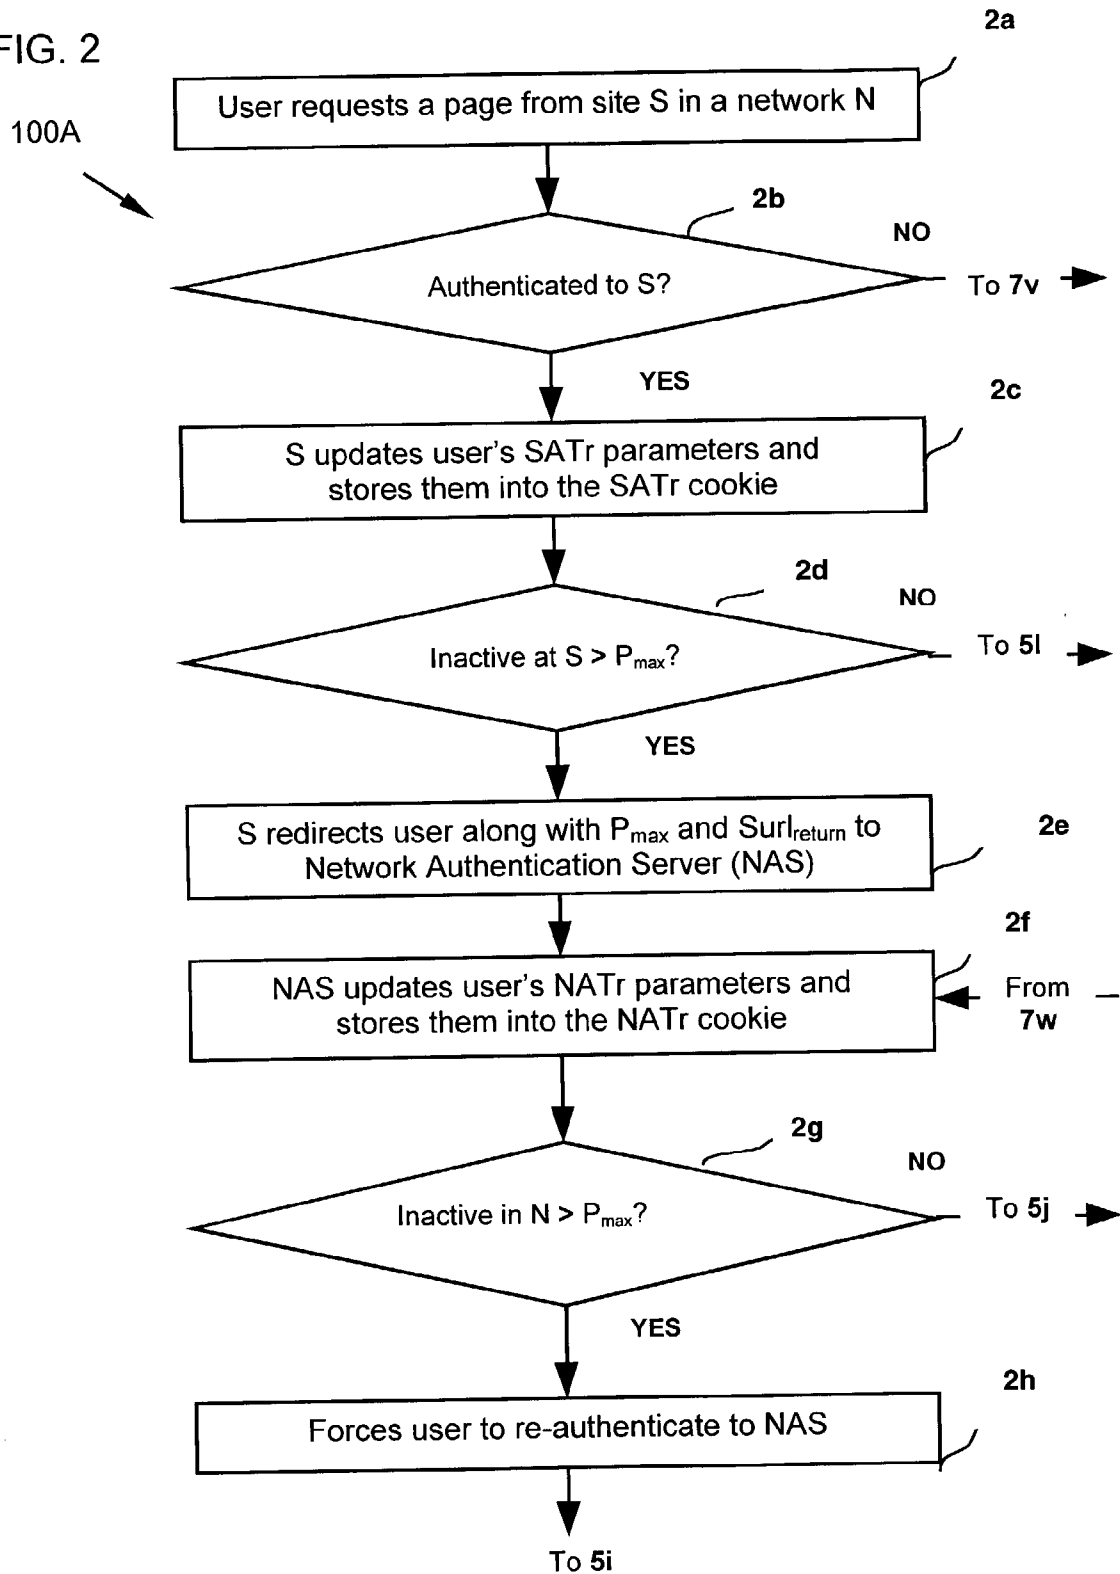 FIG. 2
2a
User requests a page from site S in a network N
100A
2b
NO
Authenticated to S?
To 7v
YES
2c
S updates user's SATr parameters and
stores them into the SATr cookie
2d
NO
Inactive at S > Pmax?
To 5l
YES
S redirects user along with Pmax and Surlreturn to
Network Authentication Server (NAS)
2e
2f
NAS updates user's NATr parameters and
stores them into the NATr cookie
From
7w
2g
NO
Inactive in N > Pmax?
To 5j
YES
2h
Forces user to re-authenticate to NAS
To 5i